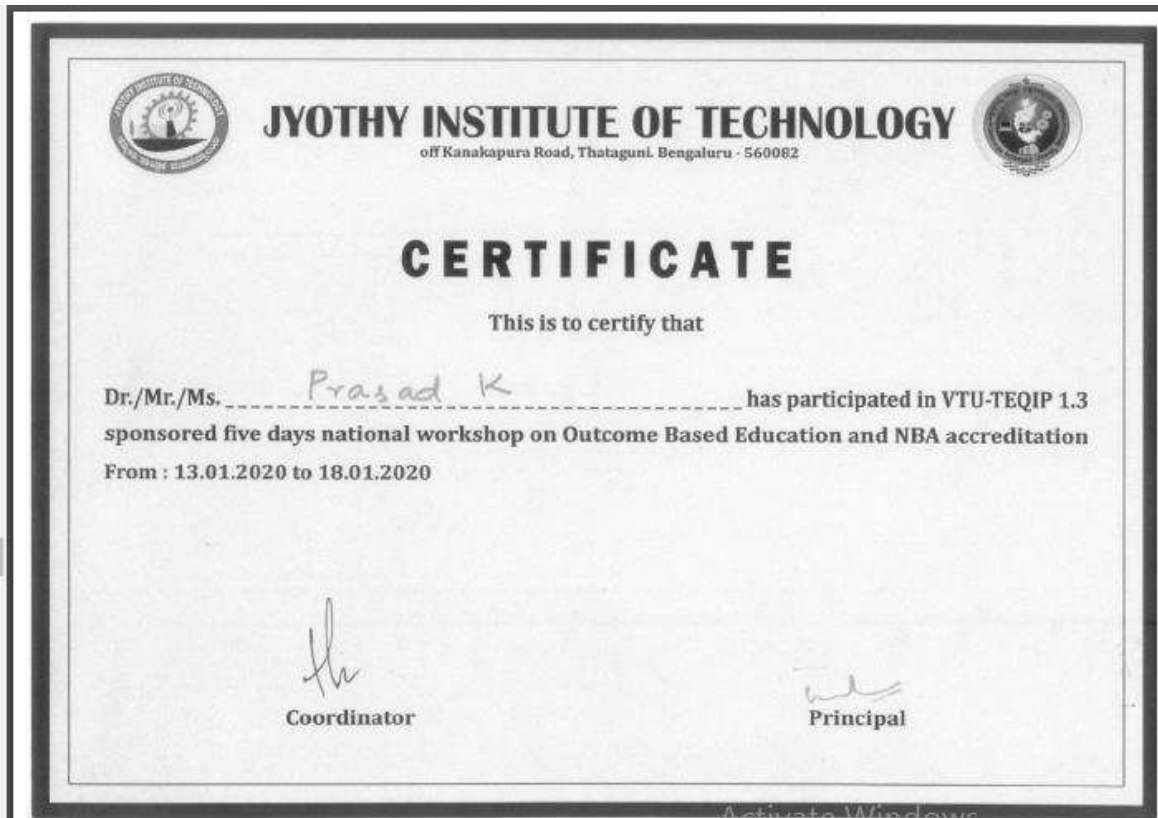 JYOTHY INSTITUTE OF TECHNOLOGY
off Kanakapura Road, Thataguni. Bengaluru - 560082
CERTIFICATE
This is to certify that
Dr./Mr./Ms. Prasad K has participated in VTU-TEQIP 1.3
sponsored five days national workshop on Outcome Based Education and NBA accreditation
From : 13.01.2020 to 18.01.2020
Coordinator
Principal
Activate Windows